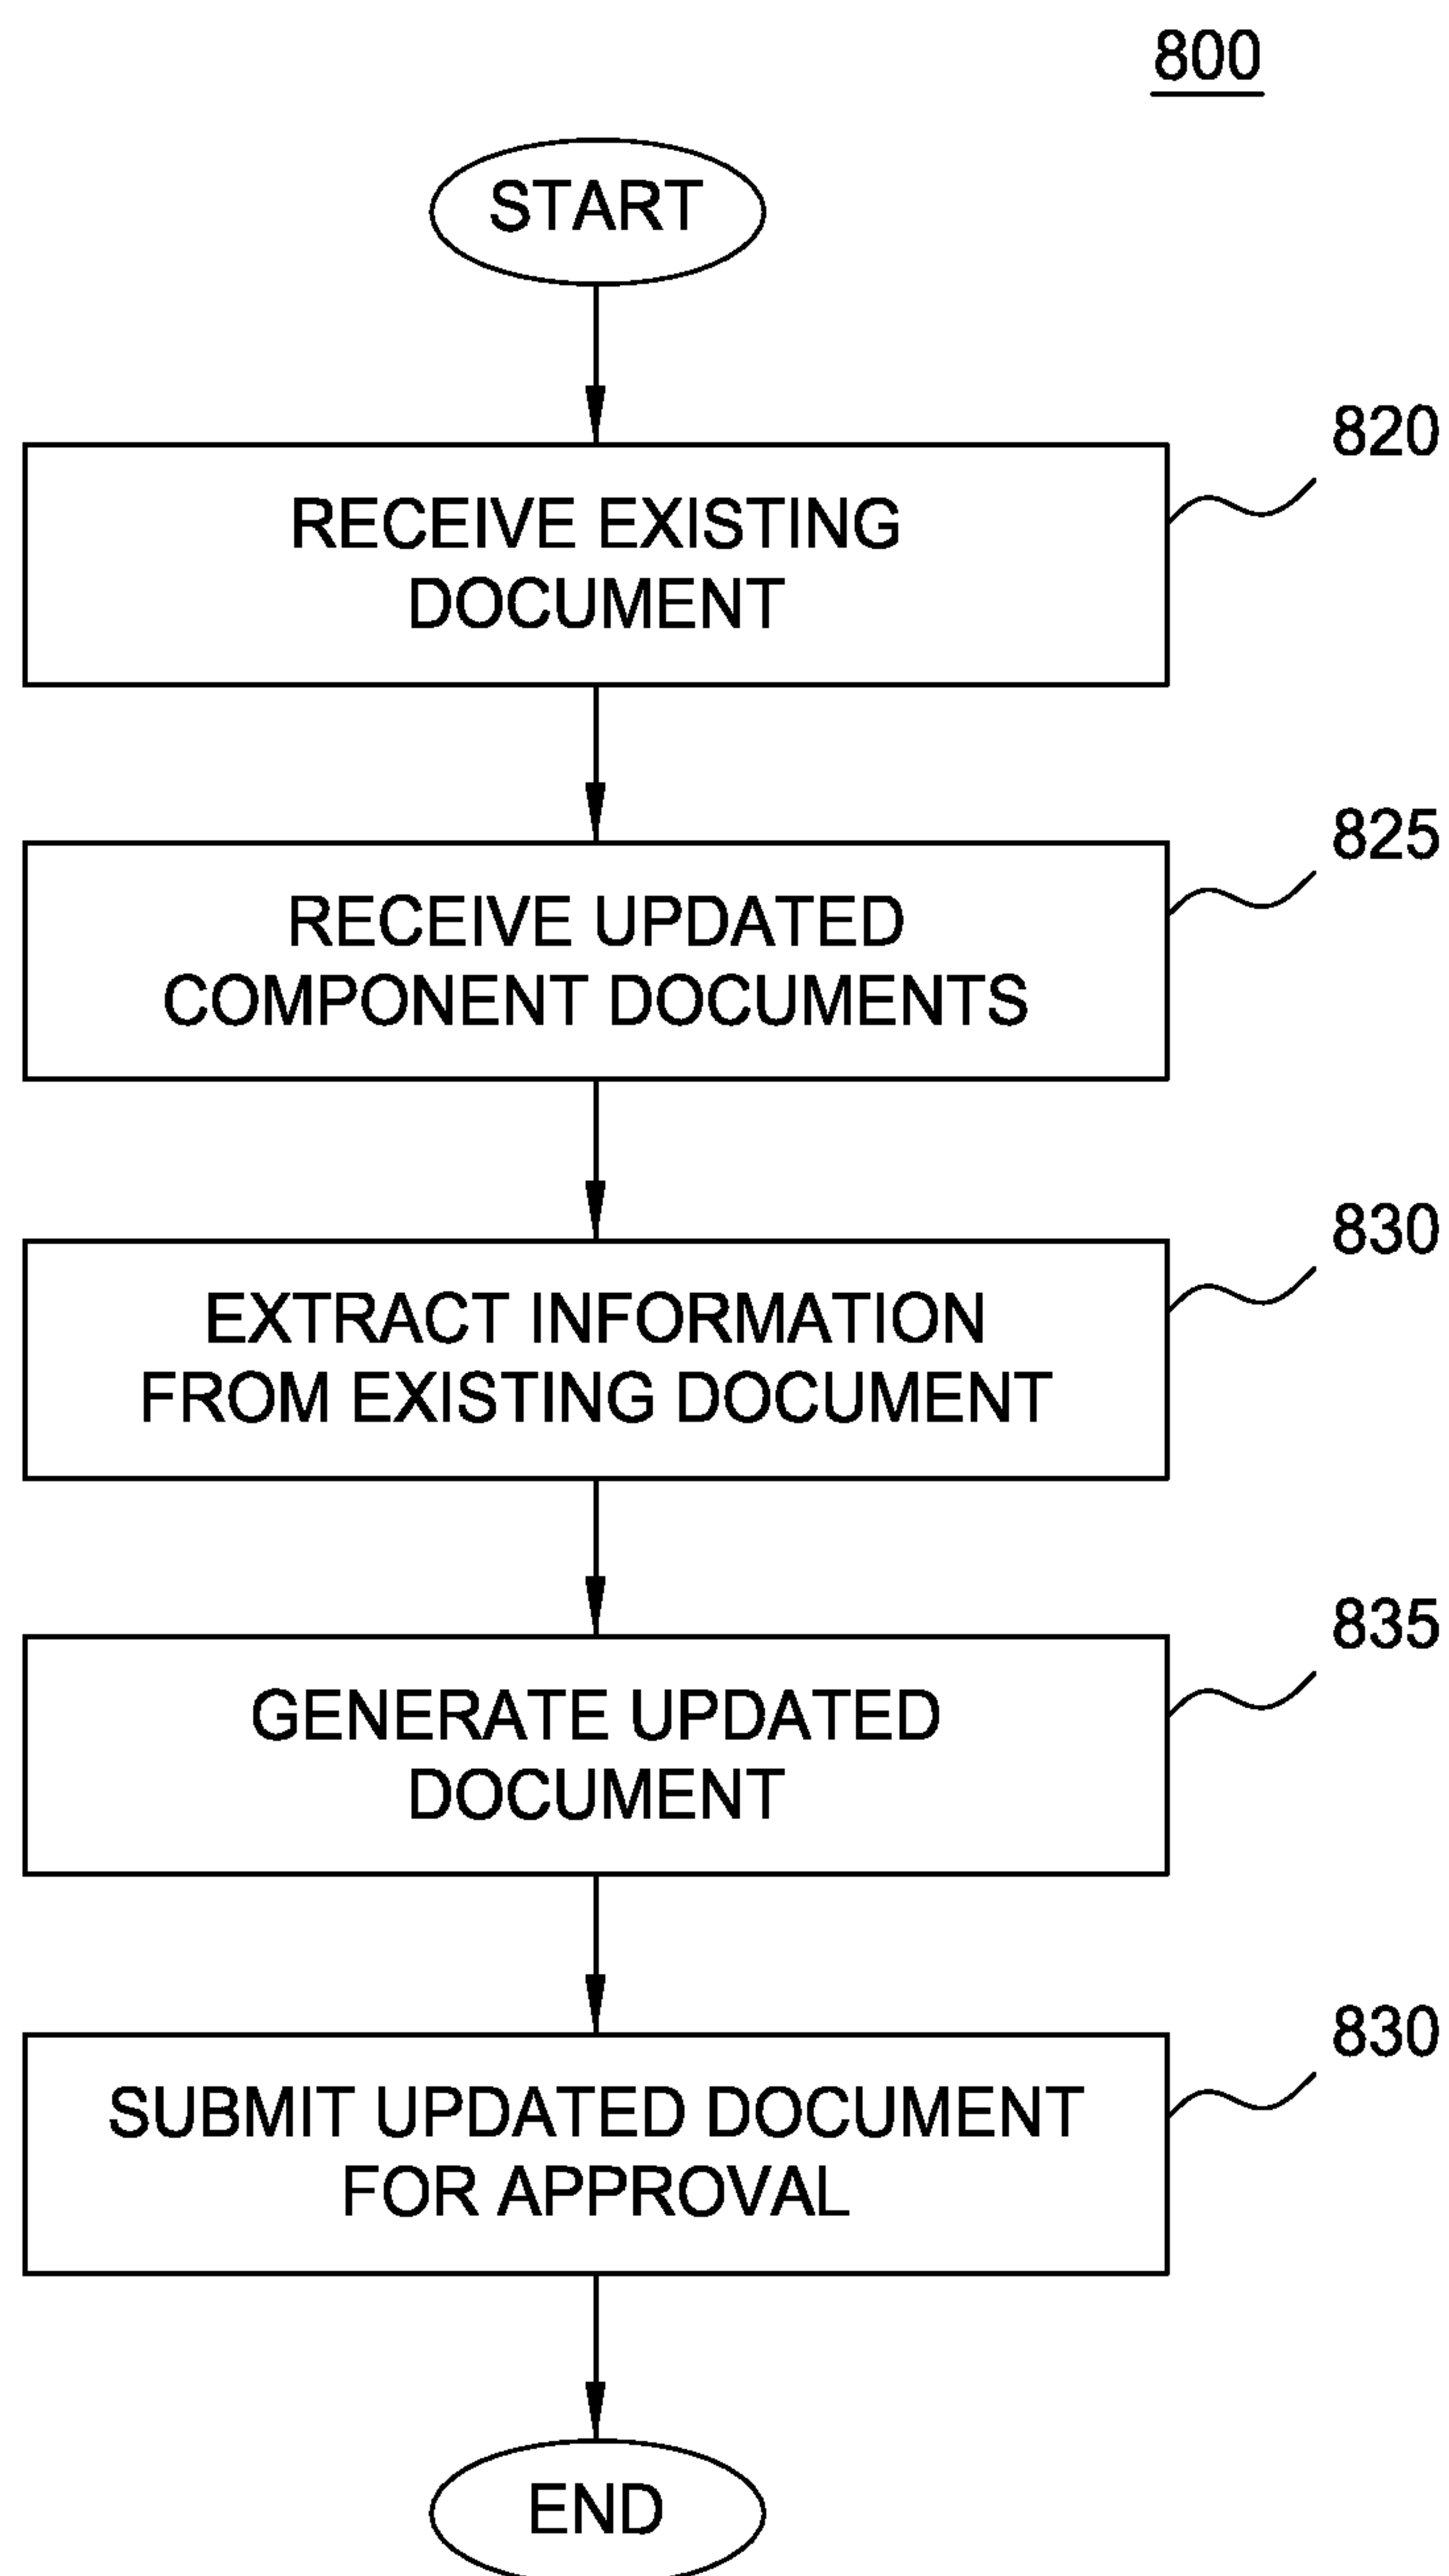 800
START
820
RECEIVE EXISTING
DOCUMENT
825
RECEIVE UPDATED
COMPONENT DOCUMENTS
830
EXTRACT INFORMATION
FROM EXISTING DOCUMENT
835
GENERATE UPDATED
DOCUMENT
830
SUBMIT UPDATED DOCUMENT
FOR APPROVAL
END